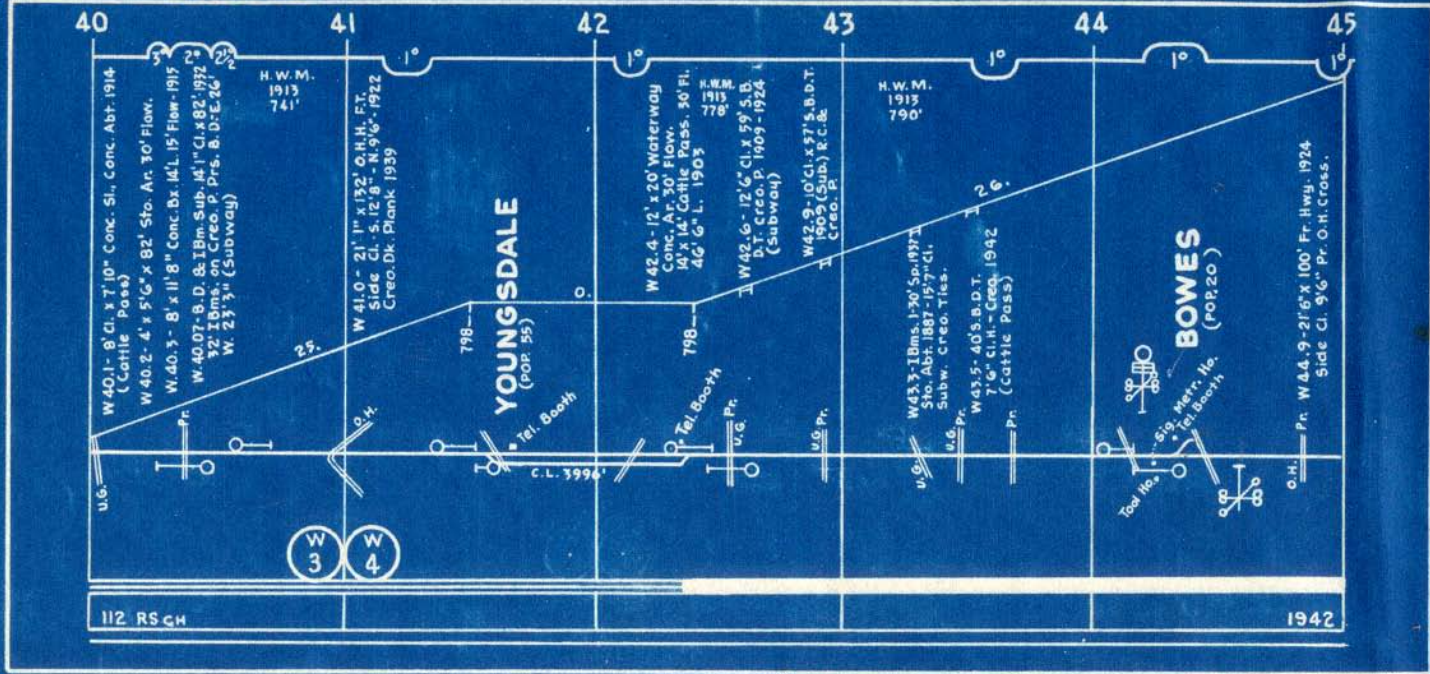 40
41
42
43
44
45
3°
2°
2½°
1°
1°
1°
1°
1°
H.W.M.
1913
741'
H.W.M.
1913
778'
H.W.M.
1913
790'
W 40.1 - 8' Cl. x 7'10" Conc. Sl., Conc. Abt. 1914
(Cattle Pass)
W 40.2 - 4' x 5'6" x 82' Sto. Ar. 30' Flow.
W 40.3 - 8' x 11'8" Conc. Bx. 14' L. 15' Flow - 1915
W. 40.07 - B.D. & I Bm. Sub. 14' 1" Cl. x 82' 1932
32' I Bms. on Creo. P. Prs. B.D.-E. 26'
W. 23'3" (Subway)
W 41.0 - 21' 1" x 132' O.H.H. F.T.
Side Cl. - S. 12'8" - N. 9'6" - 1922
Creo. Dk. Plank 1939
YOUNGSDALE
(POP. 55)
W 42.4 - 12' x 20' Waterway
Conc. Ar. 30' Flow.
14' x 14' Cattle Pass. 30' Fl.
46' 6" L. 1903
W 42.6 - 12'6" Cl. x 59' S.B.
D.T. Creo. P. 1909 - 1924
(Subway)
W 42.9 - 10' Cl. x 57' S.B.D.T.
1909 (Sub.) R.C. &
Creo. P.
W 43.3 - I Bms. 1-30' Sp. 1937
Sto. Abt. 1887 - 15'7" Cl.
Subw. Creo. Ties.
W 43.5 - 40' S.B.D.T.
7'6" Cl. H. - Creo. 1942
(Cattle Pass)
BOWES
(POP. 20)
W 44.9 - 21'6" x 100' Fr. Hwy. 1924
Side Cl. 9'6" Pr. O.H. Cross.
25.
798
O.
798
26.
U.G.
Pr.
O.H.
Tel. Booth
C.L. 3996'
Tel. Booth
U.G. Pr.
U.G. Pr.
U.G.
U.G. Pr.
Pr.
Tool Ho.
Sig. Metr. Ho.
Tel. Booth
O.H. Pr.
W
3
W
4
112 RS GH
1942